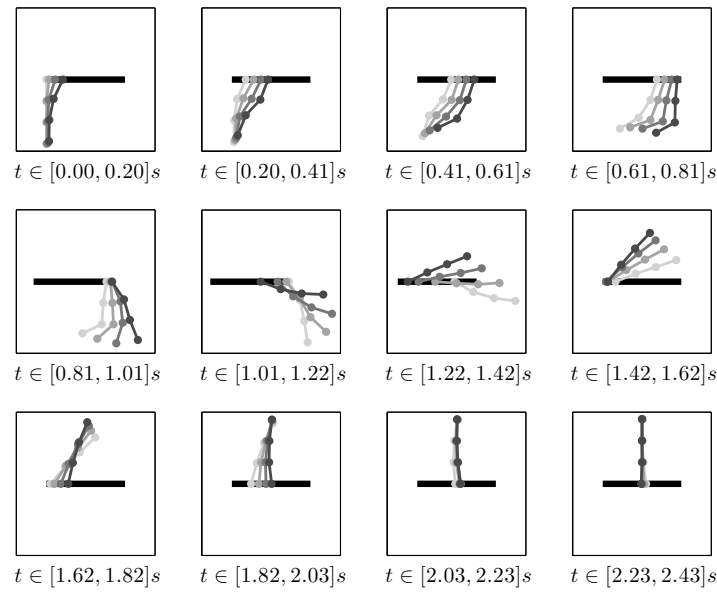 t ∈ [0.00, 0.20]s t ∈ [0.20, 0.41]s t ∈ [0.41, 0.61]s t ∈ [0.61, 0.81]s
t ∈ [0.81, 1.01]s t ∈ [1.01, 1.22]s t ∈ [1.22, 1.42]s t ∈ [1.42, 1.62]s
t ∈ [1.62, 1.82]s t ∈ [1.82, 2.03]s t ∈ [2.03, 2.23]s t ∈ [2.23, 2.43]s